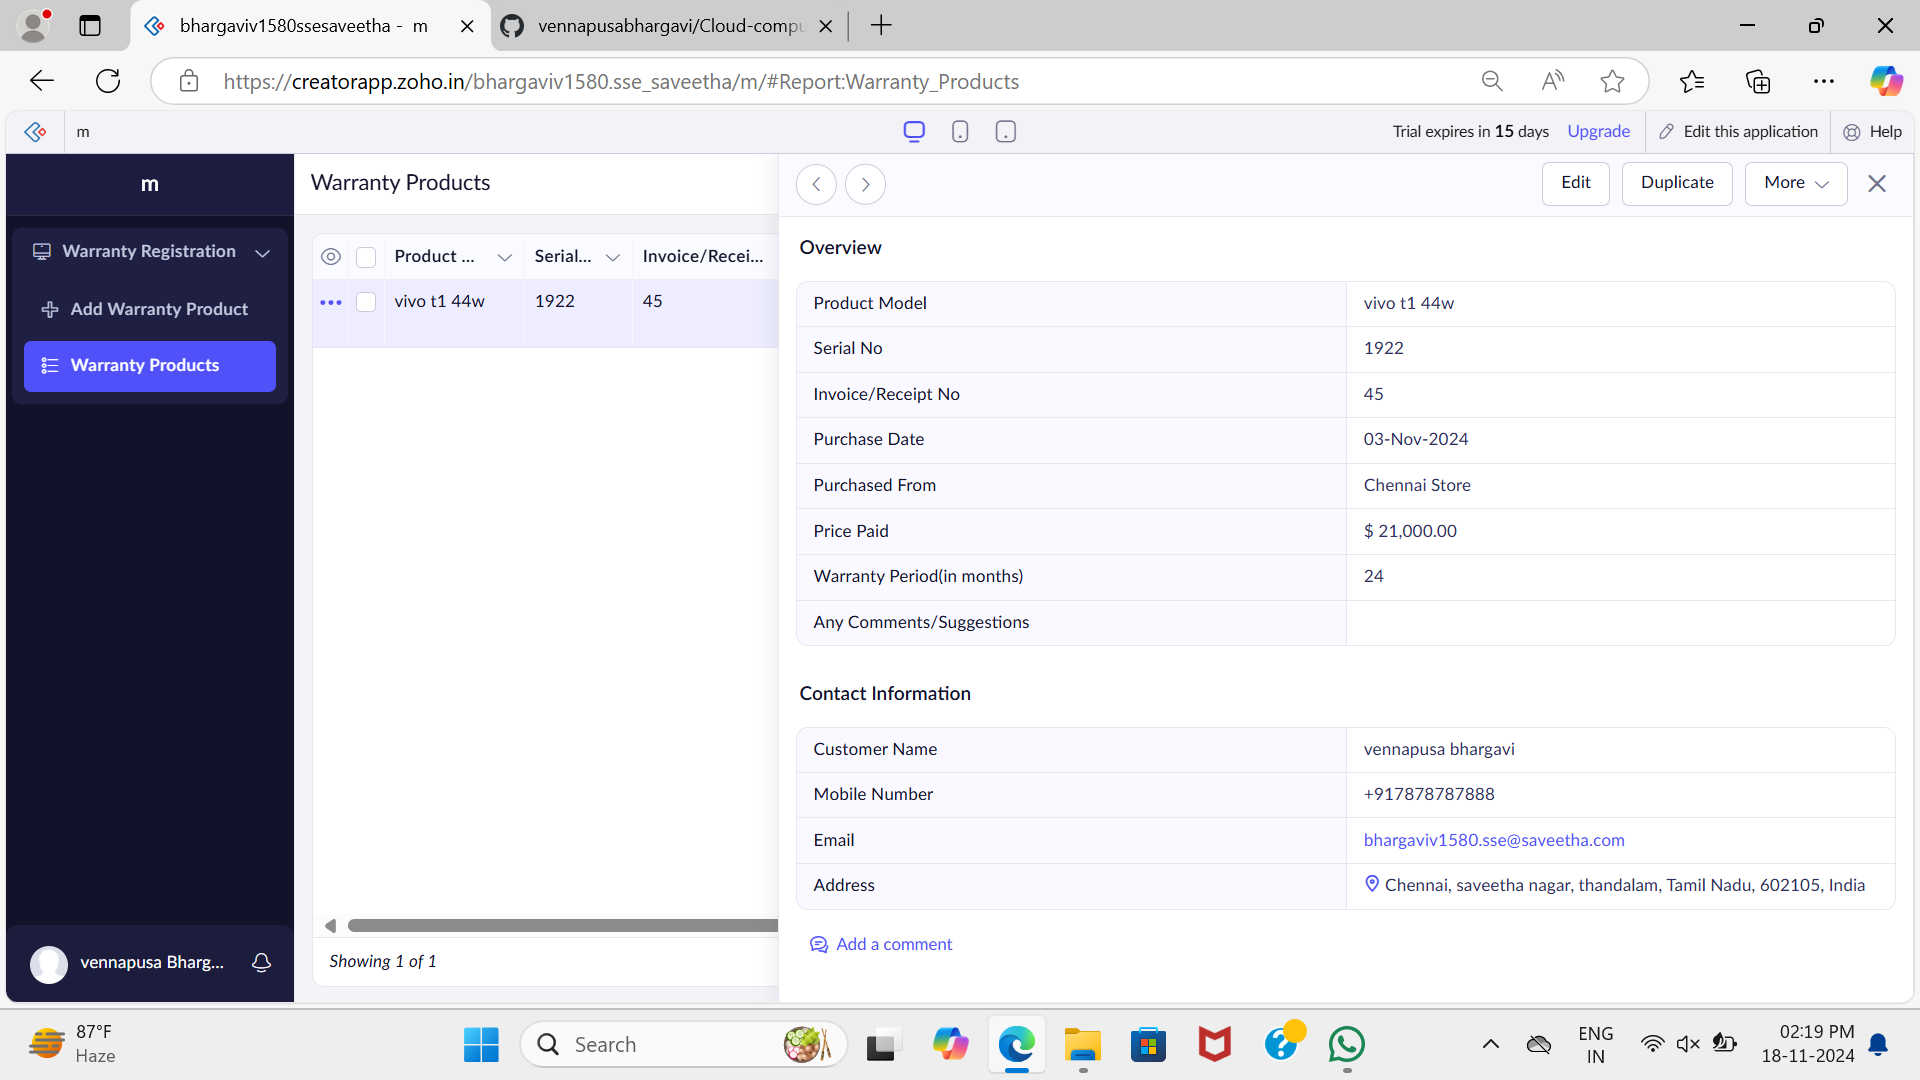 bhargaviv1580ssesaveetha - m
vennapusabhargavi/Cloud-compu
https://creatorapp.zoho.in/bhargaviv1580.sse_saveetha/m/#Report:Warranty_Products
m
Trial expires in 15 days Upgrade Edit this application Help
m
Warranty Registration
Add Warranty Product
Warranty Products
vennapusa Bharg...
Warranty Products
Product ... Serial... Invoice/Recei...
vivo t1 44w 1922 45
Showing 1 of 1
Edit Duplicate More
Overview
Product Model vivo t1 44w
Serial No 1922
Invoice/Receipt No 45
Purchase Date 03-Nov-2024
Purchased From Chennai Store
Price Paid $ 21,000.00
Warranty Period(in months) 24
Any Comments/Suggestions
Contact Information
Customer Name vennapusa bhargavi
Mobile Number +917878787888
Email bhargaviv1580.sse@saveetha.com
Address Chennai, saveetha nagar, thandalam, Tamil Nadu, 602105, India
Add a comment
87°F
Haze
Search
ENG
IN
02:19 PM
18-11-2024